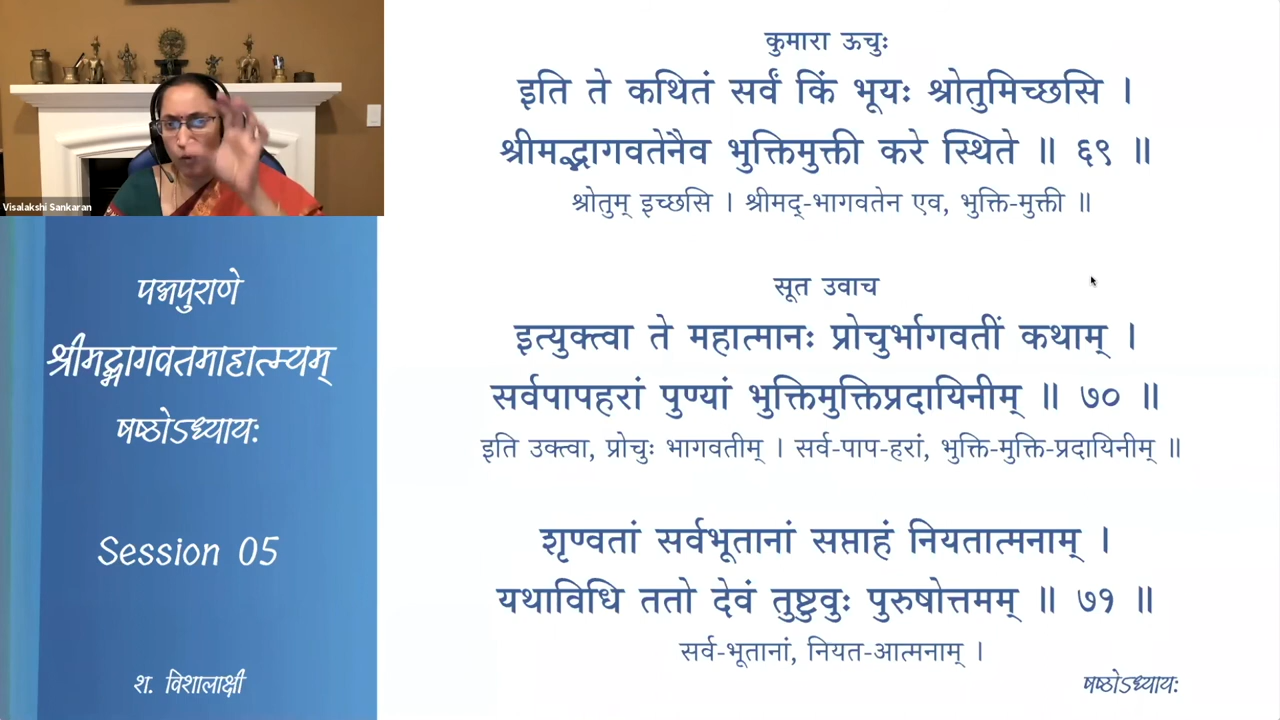 Visalakshi Sankaran
पद्मपुराणे
श्रीमद्भागवतमाहात्म्यम्
षष्ठोऽध्यायः
Session 05
श. विशालाक्षी
कुमारा ऊचुः
इति ते कथितं सर्वं किं भूयः श्रोतुमिच्छसि ।
श्रीमद्भागवतेनैव भुक्तिमुक्ती करे स्थिते ॥ ६९ ॥
श्रोतुम् इच्छसि । श्रीमद्-भागवतेन एव, भुक्ति-मुक्ती ॥
सूत उवाच
इत्युक्त्वा ते महात्मानः प्रोचुर्भागवतीं कथाम् ।
सर्वपापहरां पुण्यां भुक्तिमुक्तिप्रदायिनीम् ॥ ७० ॥
इति उक्त्वा, प्रोचुः भागवतीम् । सर्व-पाप-हरां, भुक्ति-मुक्ति-प्रदायिनीम् ॥
शृण्वतां सर्वभूतानां सप्ताहं नियतात्मनाम् ।
यथाविधि ततो देवं तुष्टुवुः पुरुषोत्तमम् ॥ ७१ ॥
सर्व-भूतानां, नियत-आत्मनाम् ।
षष्ठोऽध्यायः